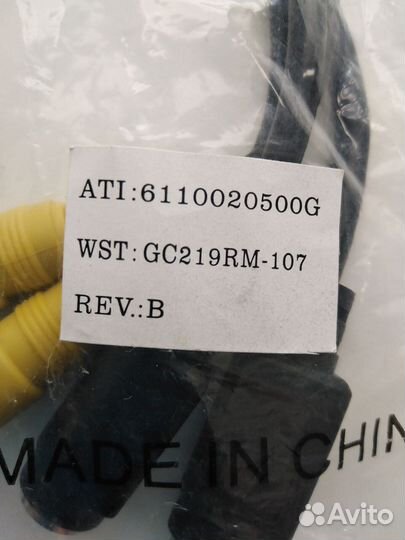 ATI:6110020500G
WST: GC219RM-107
REV.:B
MADE IN CHIN
Avito